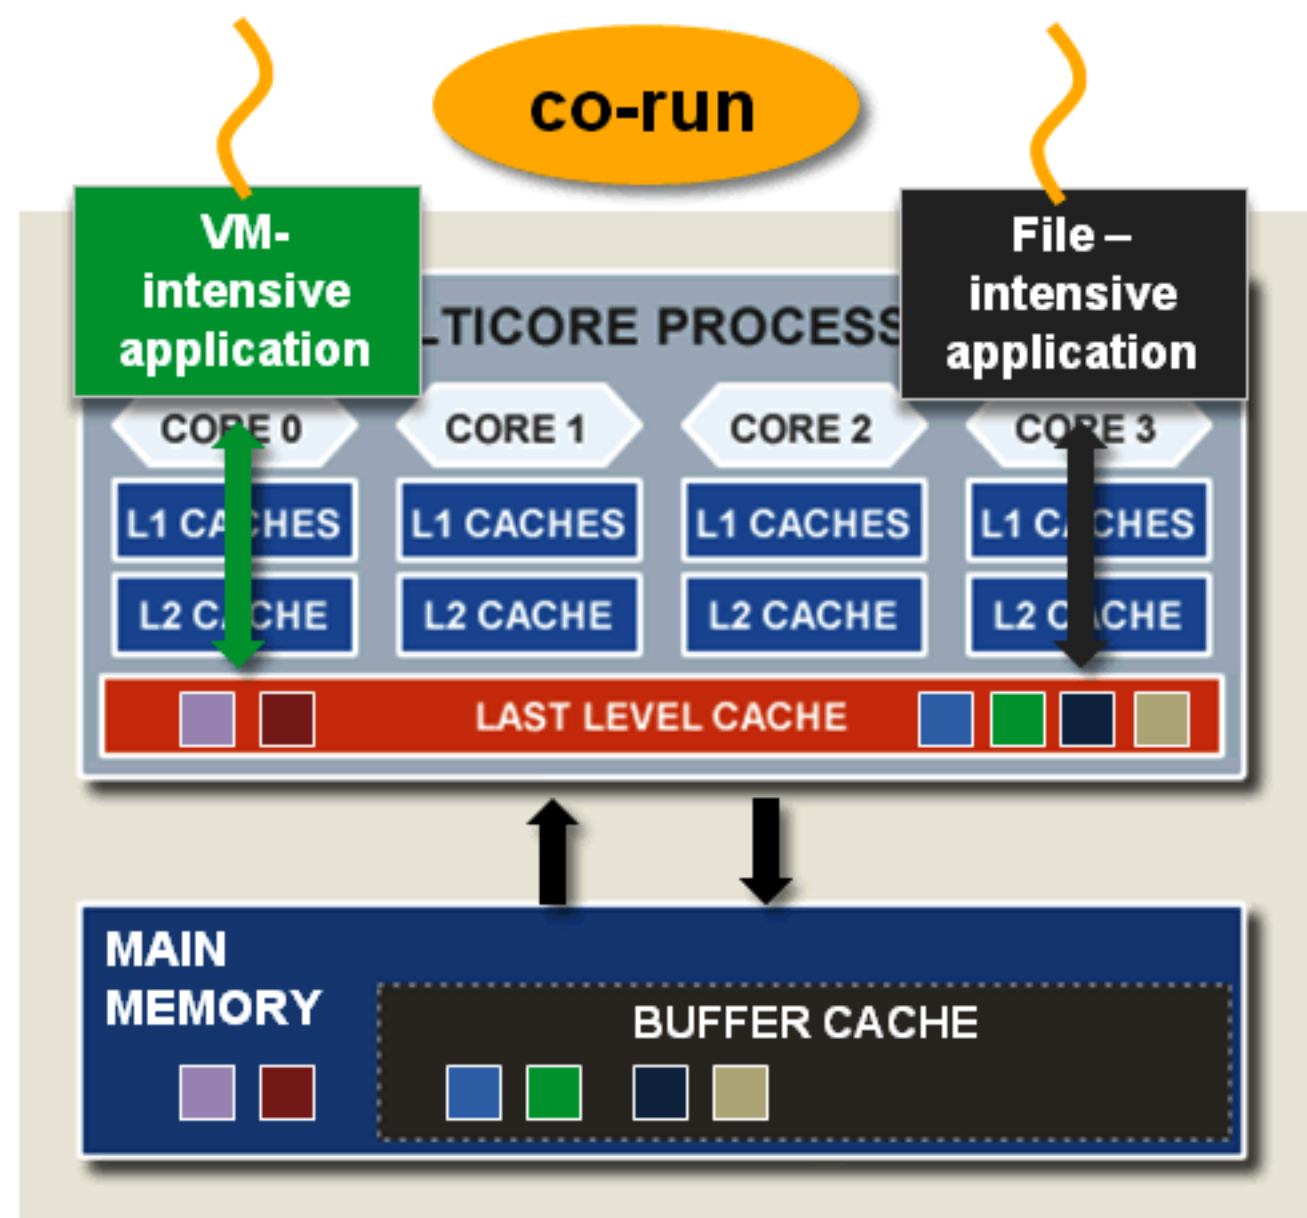 co-run
VM-
intensive
application
File –
intensive
application
LTICORE PROCESS
CORE 0
CORE 1
CORE 2
CORE 3
L1 CACHES
L1 CACHES
L1 CACHES
L1 CACHES
L2 CACHE
L2 CACHE
L2 CACHE
L2 CACHE
LAST LEVEL CACHE
MAIN
MEMORY
BUFFER CACHE